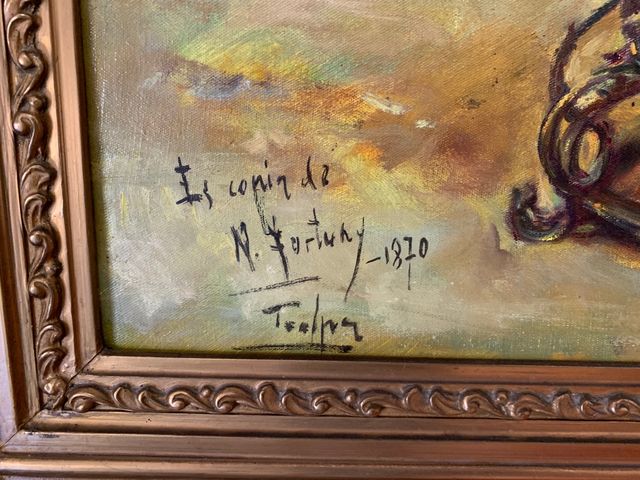 Es copia de
M. Fortuny -1870